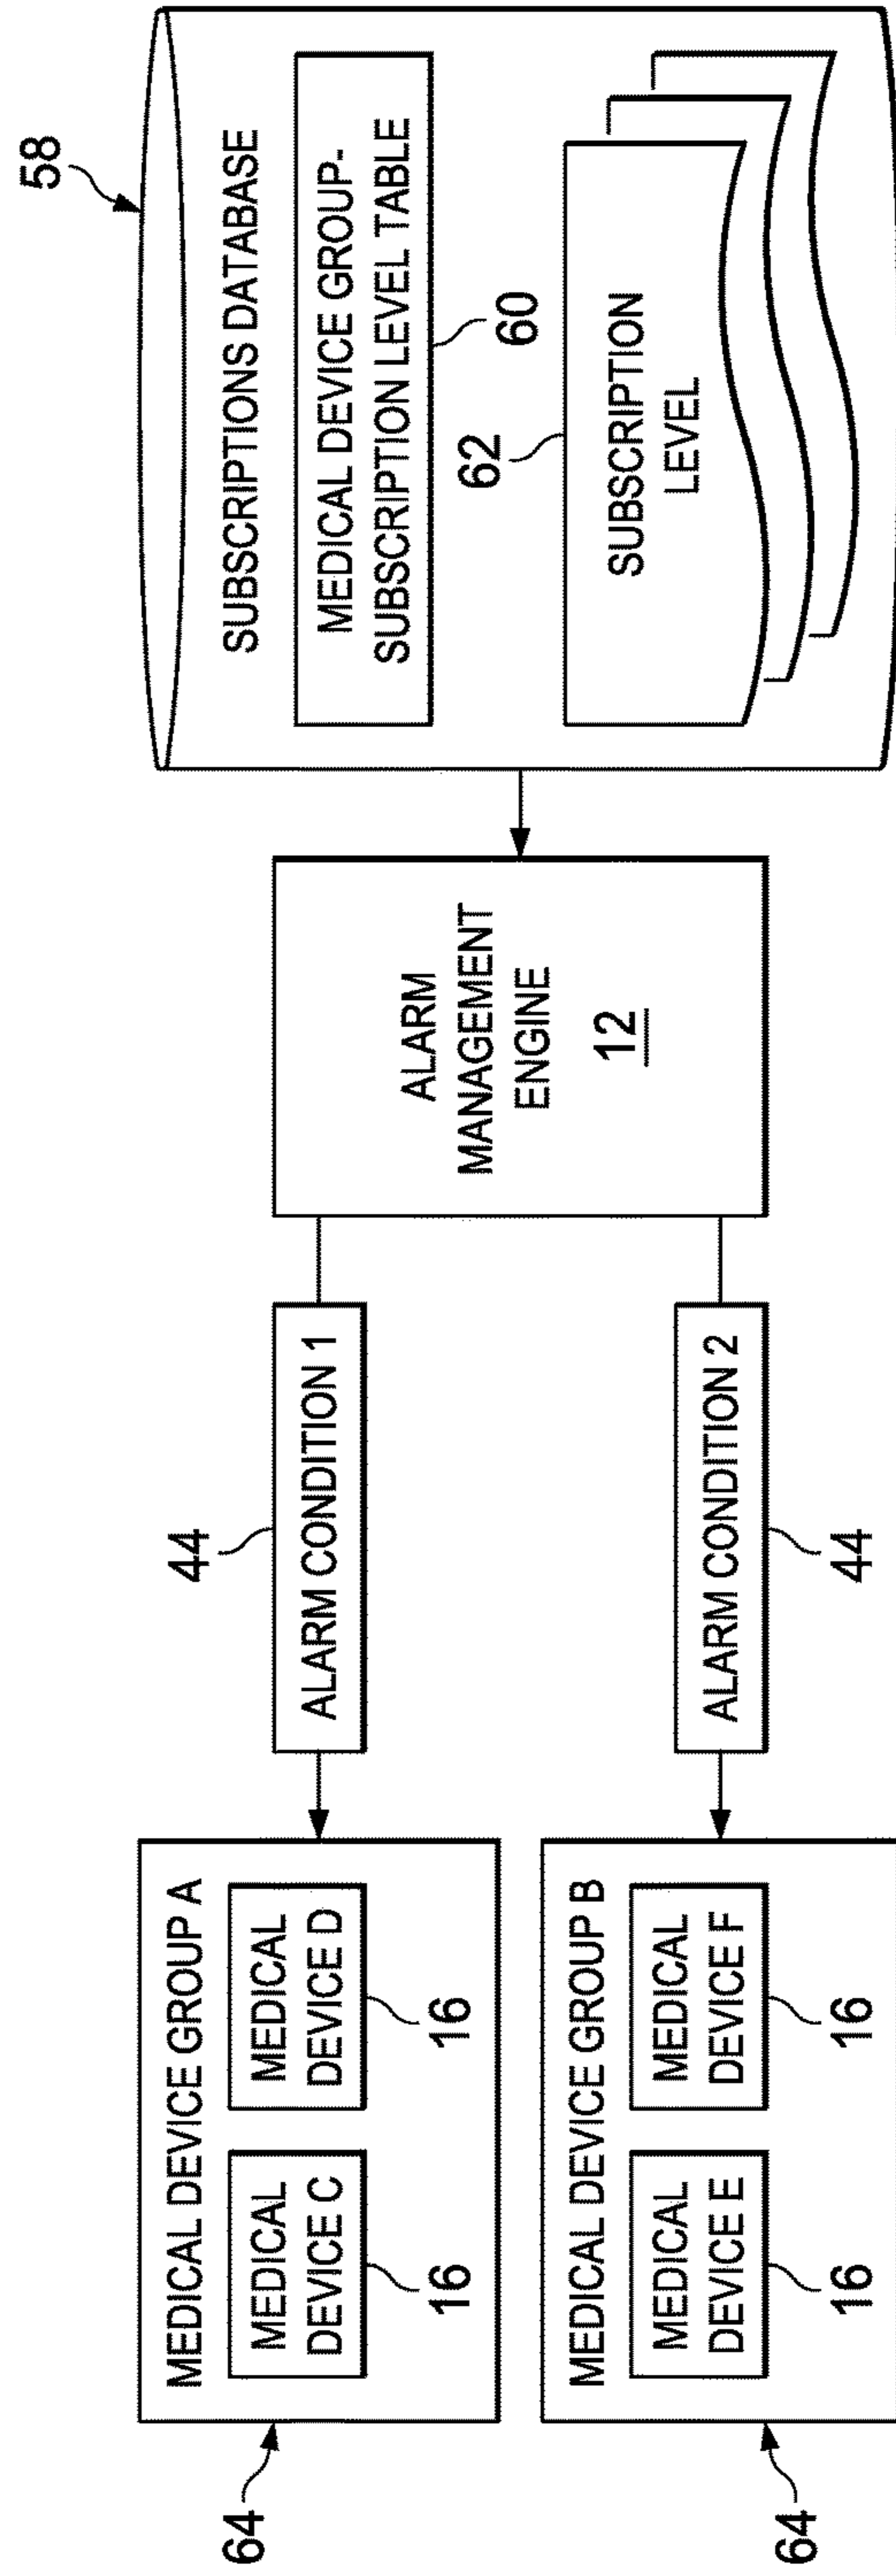 64
MEDICAL DEVICE GROUP A
MEDICAL
DEVICE C
16
MEDICAL
DEVICE D
16
44
ALARM CONDITION 1
64
MEDICAL DEVICE GROUP B
MEDICAL
DEVICE E
16
MEDICAL
DEVICE F
16
ALARM CONDITION 2
44
ALARM
MANAGEMENT
ENGINE
12
58
SUBSCRIPTIONS DATABASE
MEDICAL DEVICE GROUP-
SUBSCRIPTION LEVEL TABLE
60
62
SUBSCRIPTION
LEVEL